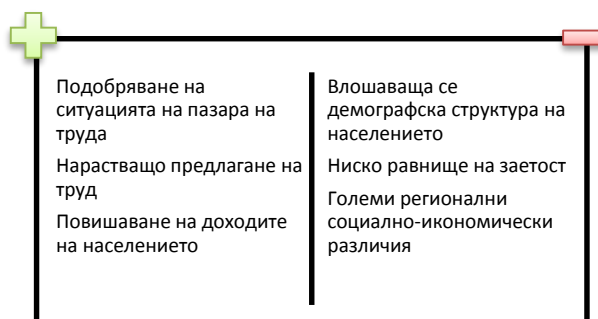 Подобряване на
ситуацията на пазара на
труда
Нарастващо предлагане на
труд
Повишаване на доходите
на населението
Влошаваща се
демографска структура на
населението
Ниско равнище на заетост
Големи регионални
социално-икономически
различия